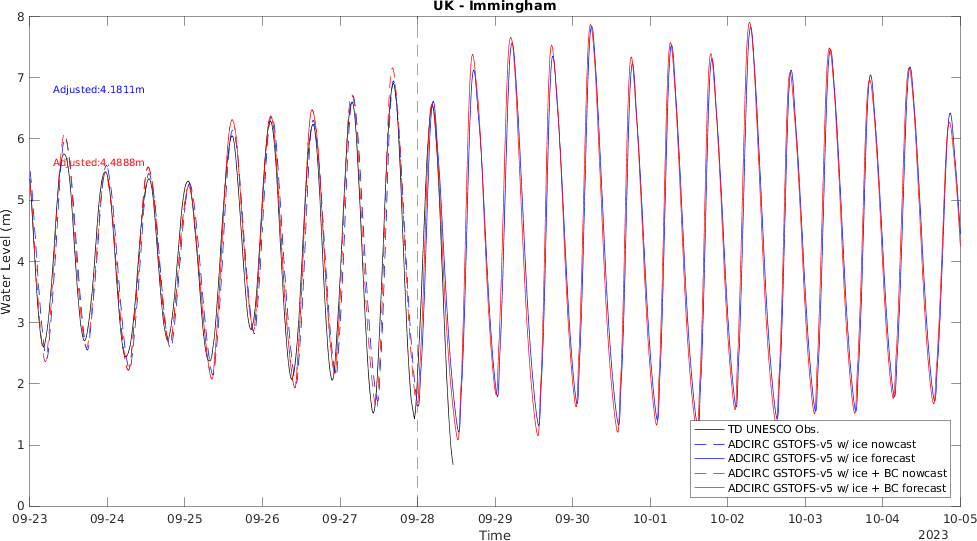 UK - Immingham
8
7
6
5
4
3
2
1
0
Water Level (m)
Adjusted:4.1811m
Adjusted:4.4888m
TD UNESCO Obs.
ADCIRC GSTOFS-v5 w/ ice nowcast
ADCIRC GSTOFS-v5 w/ ice forecast
ADCIRC GSTOFS-v5 w/ ice + BC nowcast
ADCIRC GSTOFS-v5 w/ ice + BC forecast
09-23 09-24 09-25 09-26 09-27 09-28 09-29 09-30 10-01 10-02 10-03 10-04 10-05
Time
2023